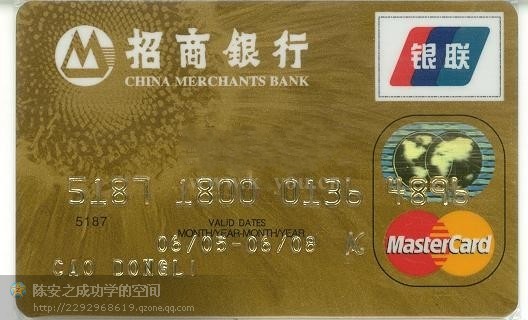 招商银行
CHINA MERCHANTS BANK
银联
5187 1800 0136 4896
5187
VALID DATES
MONTH/YEAR-MONTH/YEAR
06/05-06/08
MasterCard
CAO DONGLI
陈安之成功学的空间
http://2292968619.qzone.qq.com